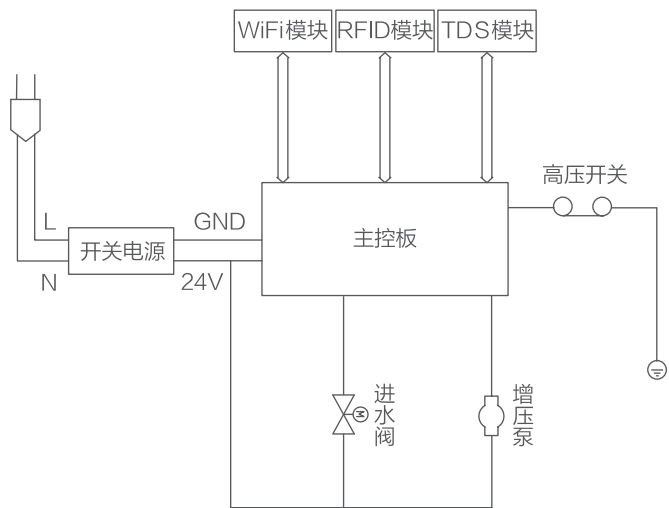 WiFi模块
RFID模块
TDS模块
高压开关
L
GND
主控板
开关电源
N
24V
进水阀
M
增压泵